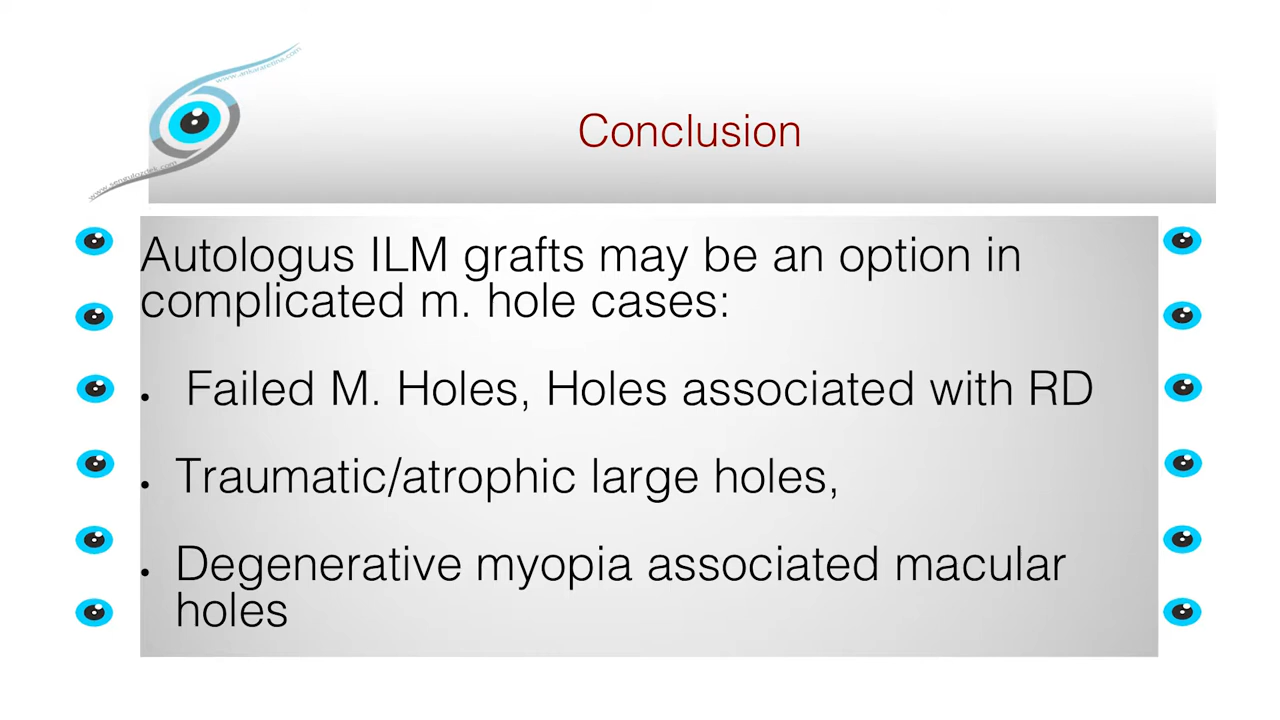 Conclusion
Autologus ILM grafts may be an option in
complicated m. hole cases:
• Failed M. Holes, Holes associated with RD
• Traumatic/atrophic large holes,
• Degenerative myopia associated macular
holes